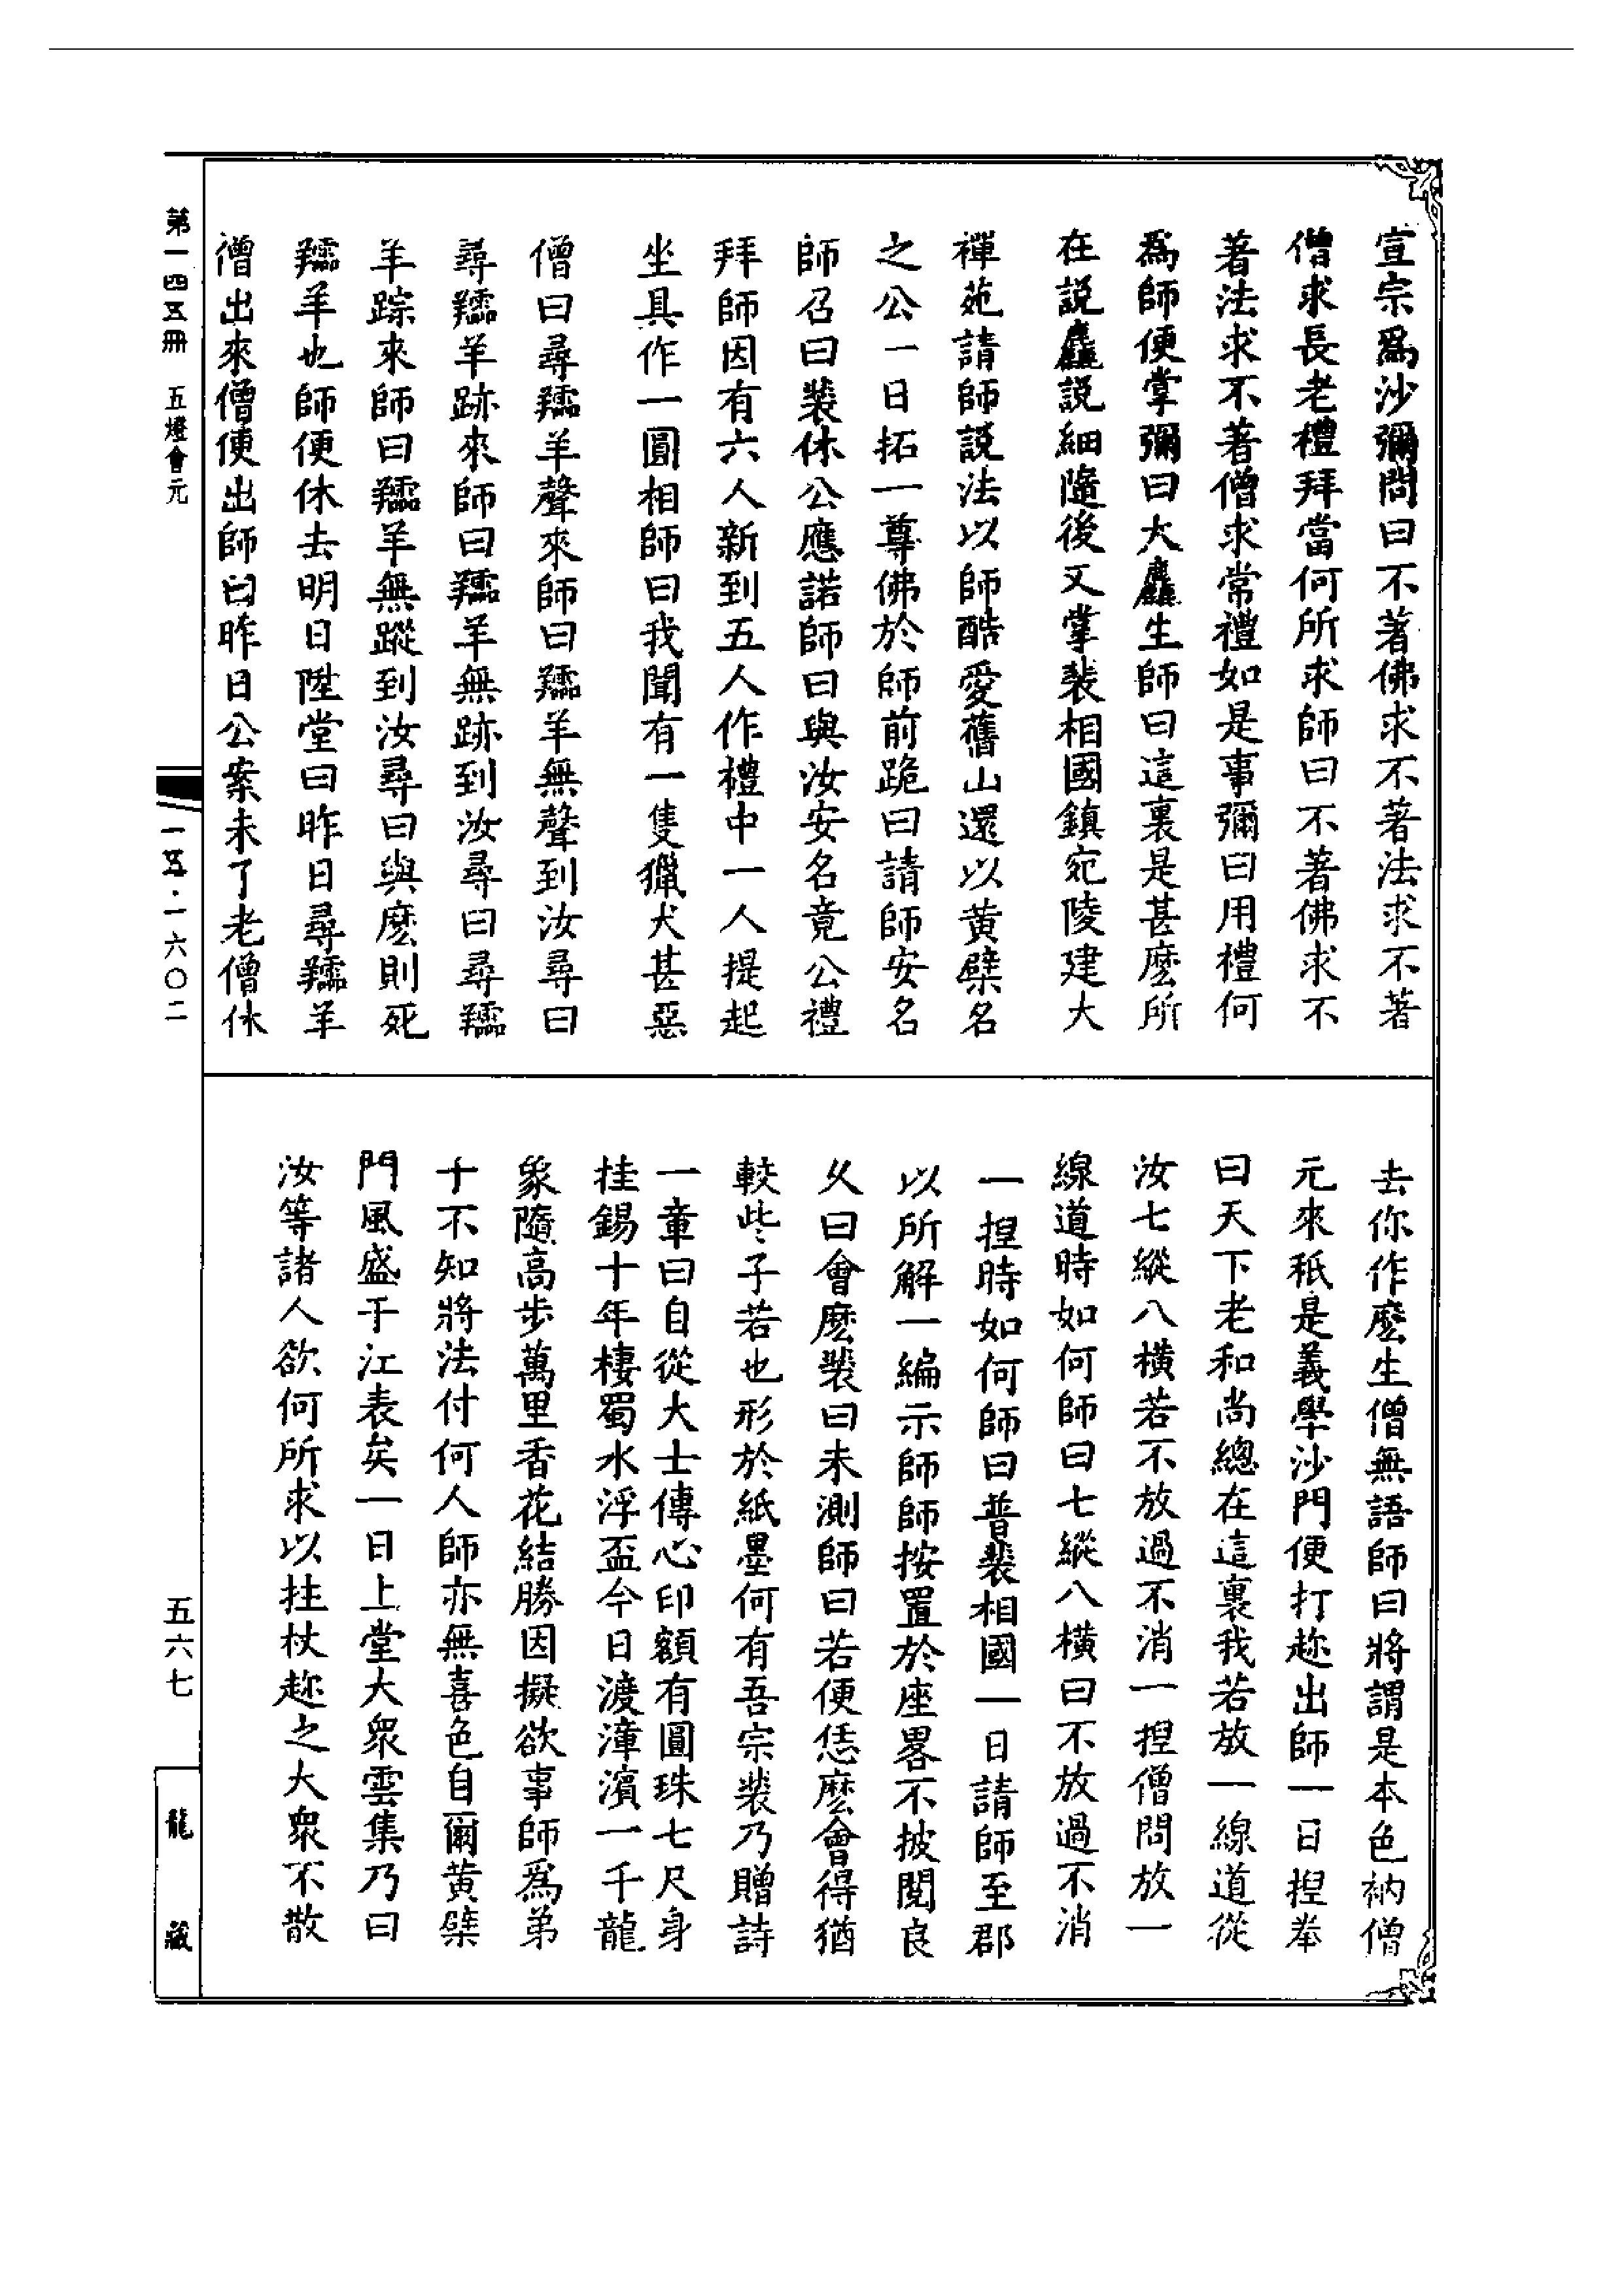 宣宗爲沙彌問曰不著佛求不著法求不著
僧求長老禮拜當何所求師曰不著佛求不
著法求不著僧求常禮如是事彌曰用禮何
爲師便掌彌曰大麤生師曰這裏是甚麽所
在説麤説細隨後又掌裴相國鎮宛陵建大
禪苑請師説法以師酷愛舊山還以黄檗名
之公一日拓一尊佛於師前跪曰請師安名
師召曰裴休公應諾師曰與汝安名竟公禮
拜師因有六人新到五人作禮中一人提起
坐具作一圓相師曰我聞有一隻獵犬甚惡
僧曰尋羺羊聲來師曰羺羊無聲到汝尋曰
尋羺羊跡來師曰羺羊無跡到汝尋曰尋羺
羊踪來師曰羺羊無蹤到汝尋曰與麽則死
羺羊也師便休去明日陞堂曰昨日尋羺羊
僧出來僧便出師曰昨日公案未了老僧休
去你作麽生僧無語師曰將謂是本色衲僧
元來秖是義學沙門便打趂出師一日揑拳
曰天下老和尚總在這裏我若放一線道從
汝七縱八橫若不放過不消一揑僧問放一
線道時如何師曰七縱八橫曰不放過不消
一揑時如何師曰普裴相國一日請師至郡
以所解一編示師師按置於座畧不披閱良
久曰會麽裴曰未測師曰若便恁麽會得猶
較些子若也形於紙墨何有吾宗裴乃贈詩
一章曰自從大士傳心印額有圓珠七尺身
挂錫十年棲蜀水浮盃今日渡漳濱一千龍
象隨高步萬里香花結勝因擬欲事師爲弟
子不知將法付何人師亦無喜色自爾黄檗
門風盛于江表矣一日上堂大衆雲集乃曰
汝等諸人欲何所求以拄杖趂之大衆不散
第一四五冊 五燈會元
一五·一六〇二
五六七
龍藏